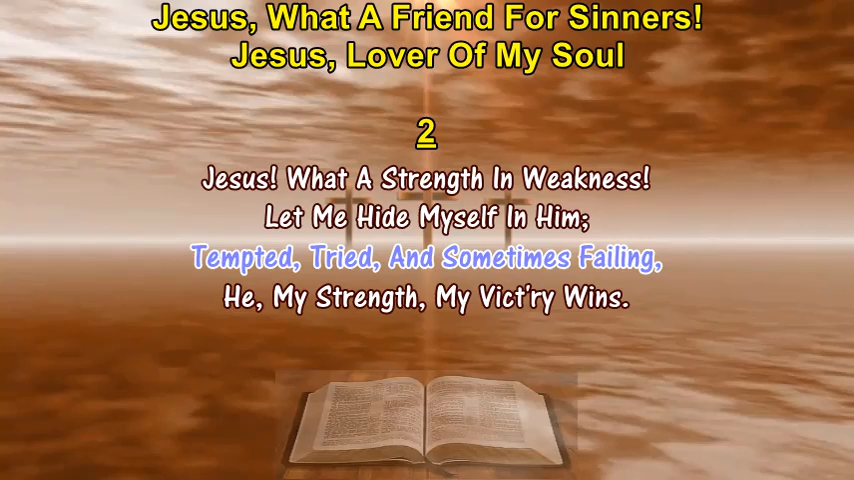 Jesus, What A Friend For Sinners!
Jesus, Lover Of My Soul
2
Jesus! What A Strength In Weakness!
Let Me Hide Myself In Him;
Tempted, Tried, And Sometimes Failing,
He, My Strength, My Vict'ry Wins.